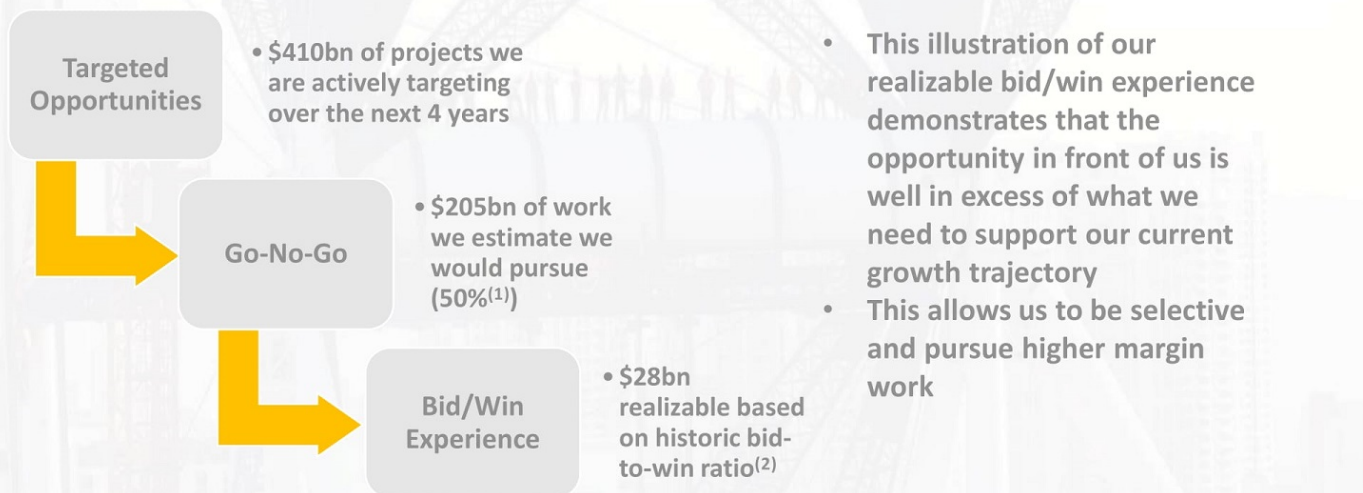 Targeted
Opportunities
• $410bn of projects we
are actively targeting
over the next 4 years
Go-No-Go
• $205bn of work
we estimate we
would pursue
(50%(1))
Bid/Win
Experience
• $28bn
realizable based
on historic bid-
to-win ratio(2)
• This illustration of our
realizable bid/win experience
demonstrates that the
opportunity in front of us is
well in excess of what we
need to support our current
growth trajectory
• This allows us to be selective
and pursue higher margin
work